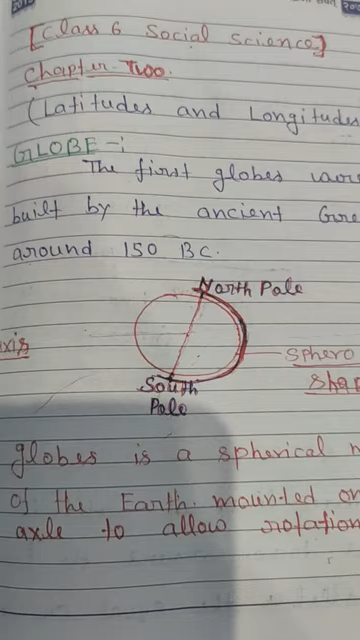 [Class 6 Social Science]
Chapter Two.
(Latitudes and Longitudes
GLOBE -:
The first globes
built by the ancient Gree
around 150 BC.
North Pole
axis
Sphero
Shap
South
Pole
globes is a spherical m
of the Earth mounted on
axle to allow rotation